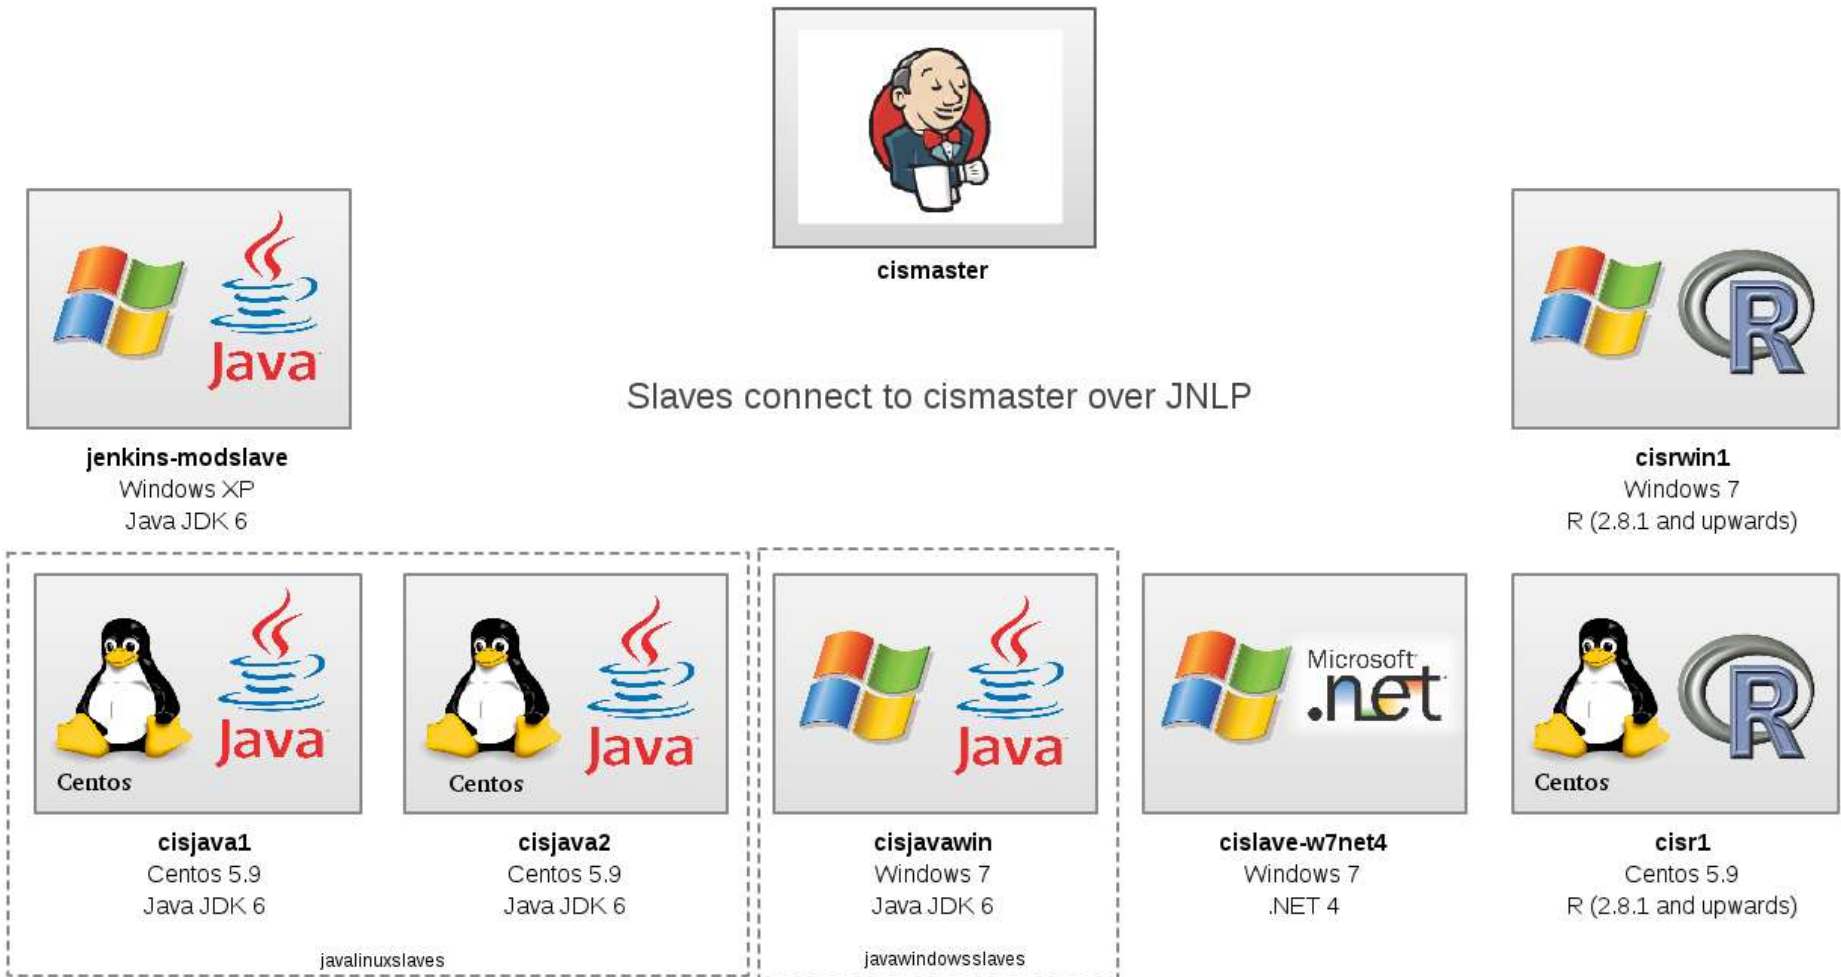 cismaster
Java
Slaves connect to cismaster over JNLP
jenkins-modslave
Windows XP
Java JDK 6
cisrwin1
Windows 7
R (2.8.1 and upwards)
R
Centos
Java
cisjava1
Centos 5.9
Java JDK 6
Centos
Java
cisjava2
Centos 5.9
Java JDK 6
javalinuxslaves
Java
cisjavawin
Windows 7
Java JDK 6
javawindowsslaves
Microsoft
.net
cislave-w7net4
Windows 7
.NET 4
Centos
R
cisr1
Centos 5.9
R (2.8.1 and upwards)